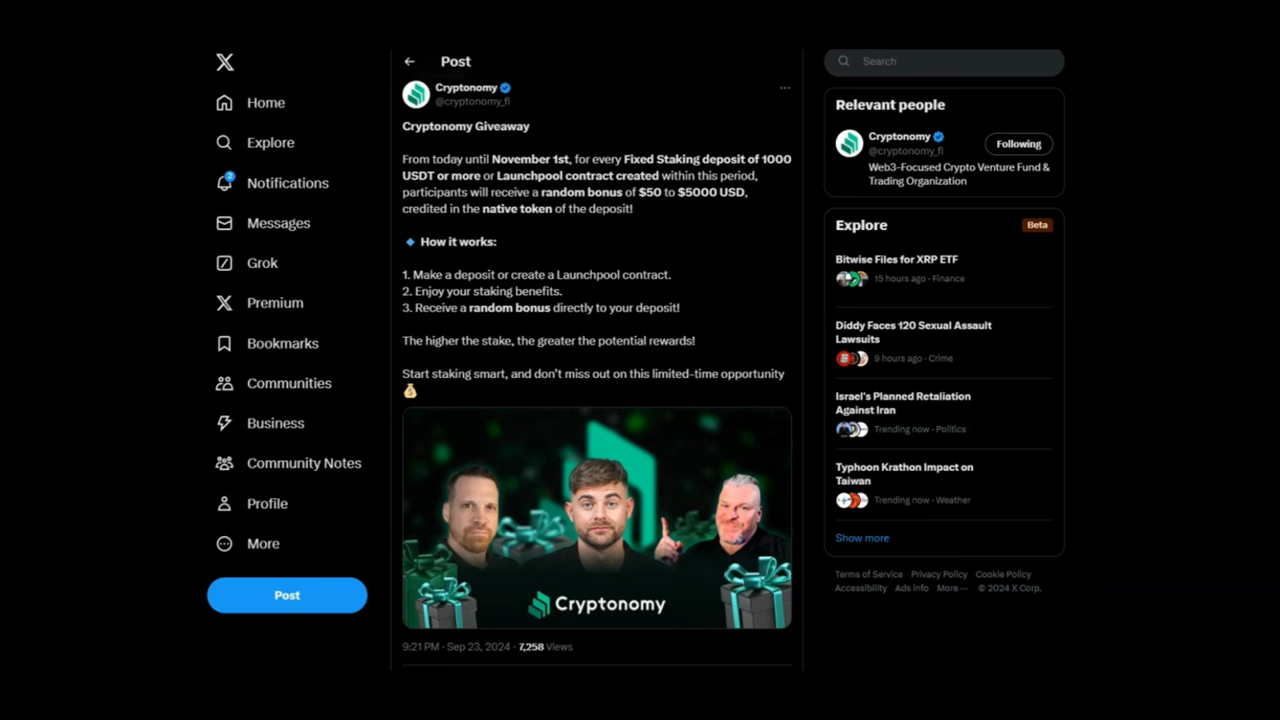 Home
Explore
2
Notifications
Messages
Grok
Premium
Bookmarks
Communities
Business
Community Notes
Profile
More
Post
Post
Cryptonomy
@cryptonomy_fi
Cryptonomy Giveaway
From today until November 1st, for every Fixed Staking deposit of 1000
USDT or more or Launchpool contract created within this period,
participants will receive a random bonus of $50 to $5000 USD,
credited in the native token of the deposit!
How it works:
1. Make a deposit or create a Launchpool contract.
2. Enjoy your staking benefits.
3. Receive a random bonus directly to your deposit!
The higher the stake, the greater the potential rewards!
Start staking smart, and don't miss out on this limited-time opportunity
Cryptonomy
9:21 PM · Sep 23, 2024 · 7,258 Views
Search
Relevant people
Cryptonomy
@cryptonomy_fi
Following
Web3-Focused Crypto Venture Fund &
Trading Organization
Explore
Beta
Bitwise Files for XRP ETF
15 hours ago · Finance
Diddy Faces 120 Sexual Assault
Lawsuits
9 hours ago · Crime
Israel's Planned Retaliation
Against Iran
Trending now · Politics
Typhoon Krathon Impact on
Taiwan
Trending now · Weather
Show more
Terms of Service Privacy Policy Cookie Policy
Accessibility Ads info More ··· © 2024 X Corp.